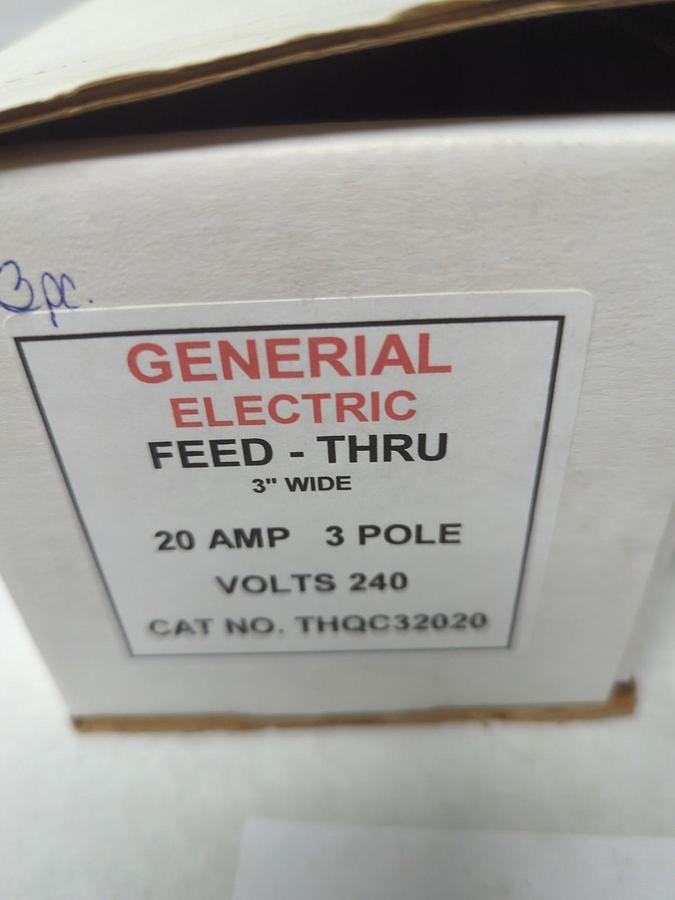 3pc.
GENERIAL
ELECTRIC
FEED - THRU
3" WIDE
20 AMP 3 POLE
VOLTS 240
CAT NO. THQC32020